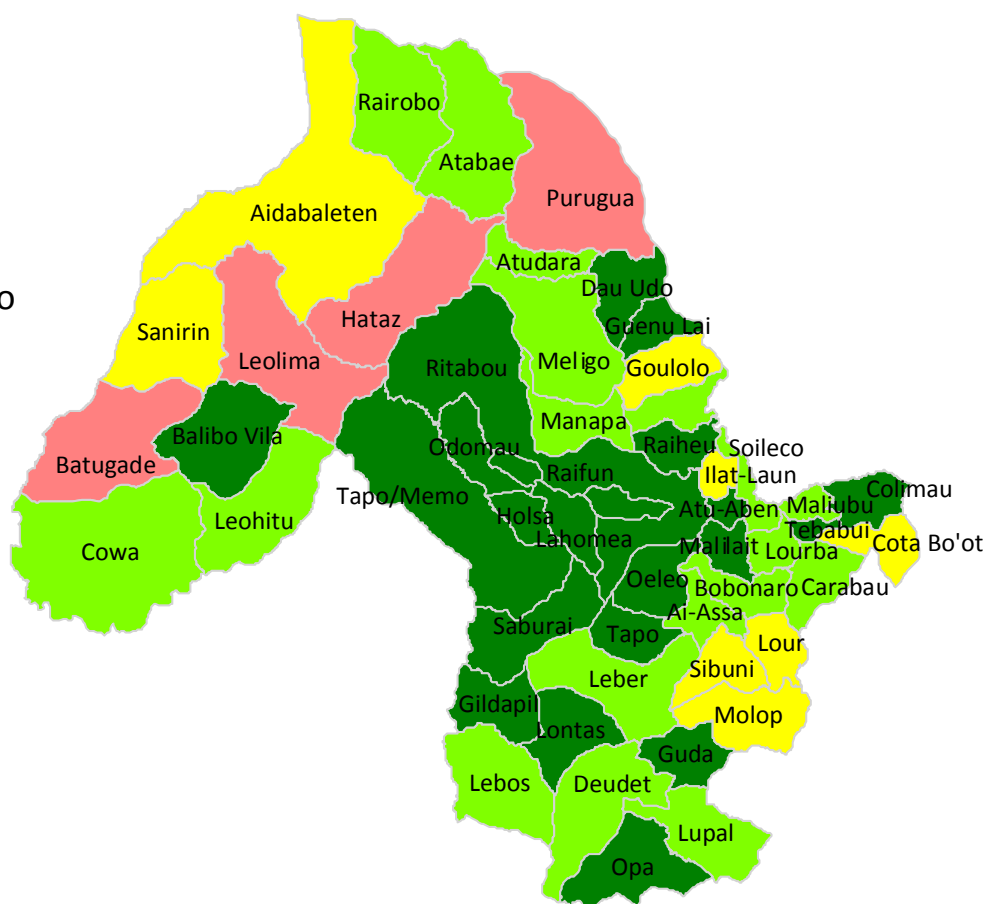 Rairobo
Atabae
Purugua
Aidabaleten
Atudara
Dau Udo
o
Hataz
Guenu Lai
Sanirin
Leolima
Ritabou
Meligo
Goulolo
Manapa
Balibo Vila
Odomau
Raiheu
Soileco
Batugade
Raifun
Ilat-Laun
Tapo/Memo
Colimau
Leohitu
Holsa
Atu-Aben
Maliubu
Lahomea
Tebabui
Cowa
Malilait
Lourba
Cota Bo'ot
Oeleo
Bobonaro
Carabau
Ai-Assa
Saburai
Tapo
Lour
Leber
Sibuni
Gildapil
Molop
Lontas
Guda
Lebos
Deudet
Lupal
Opa